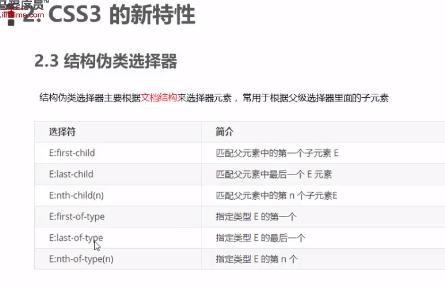 2. CSS3 的新特性
2.3 结构伪类选择器
结构伪类选择器主要根据文档结构来选择器元素， 常用于根据父级选择器里面的子元素
选择符 简介
E:first-child 匹配父元素中的第一个子元素 E
E:last-child 匹配父元素中最后一个 E 元素
E:nth-child(n) 匹配父元素中的第 n 个子元素E
E:first-of-type 指定类型 E 的第一个
E:last-of-type 指定类型 E 的最后一个
E:nth-of-type(n) 指定类型 E 的第 n 个